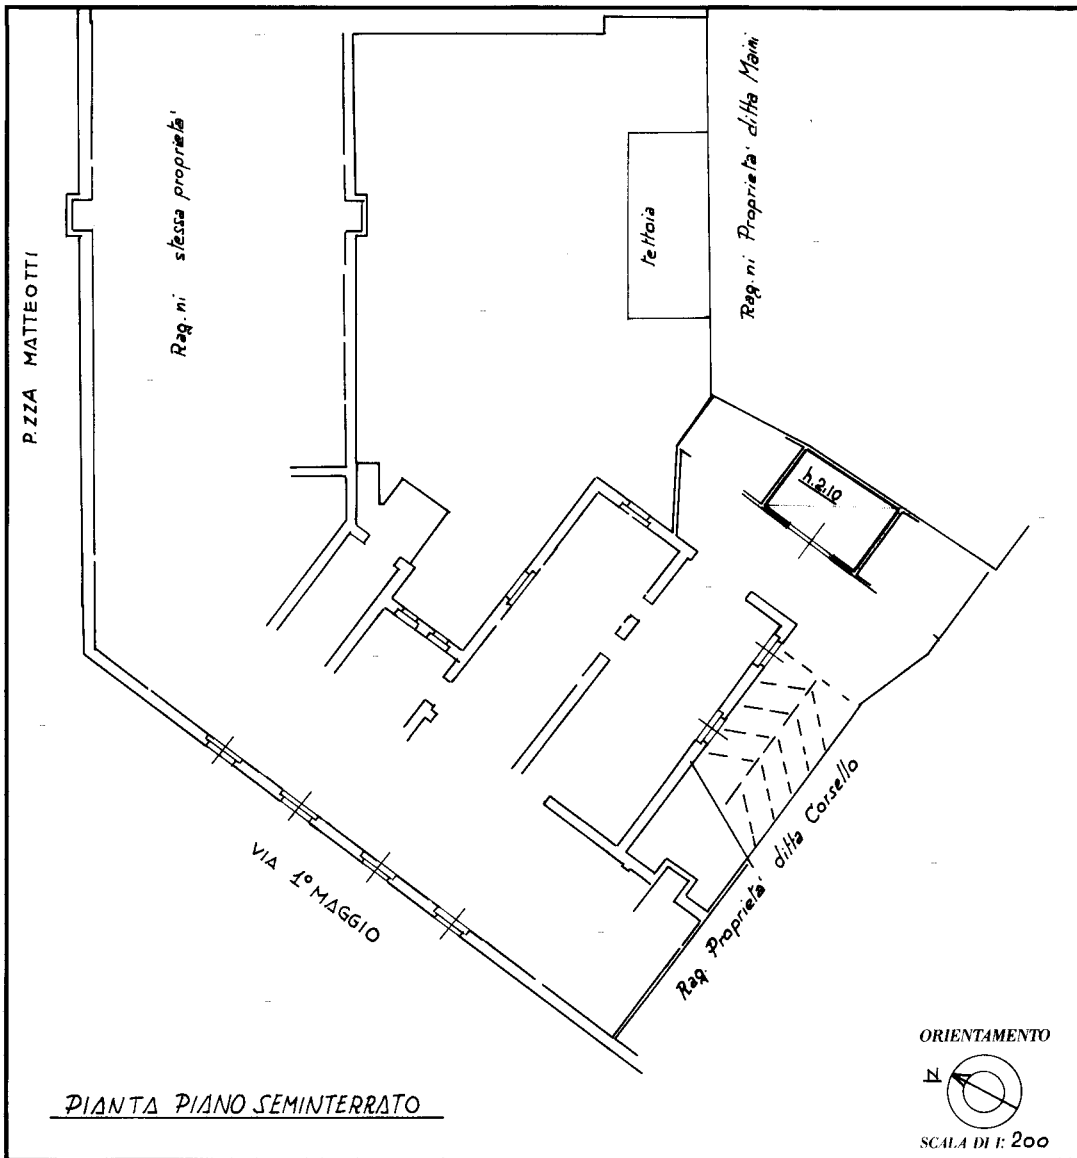 P.ZZA MATTEOTTI
Rag.ni stessa proprieta'
tettoia
Rag.ni Proprieta' ditta Maini
h.2.10
VIA 1° MAGGIO
Rag. Proprieta' ditta Corsello
PIANTA PIANO SEMINTERRATO
ORIENTAMENTO
N
SCALA DI 1: 200